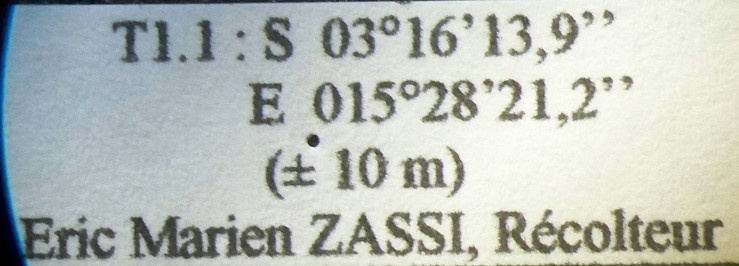 T1.1 : S 03°16’13,9’’
E 015°28’21,2’’
(± 10 m)
Eric Marien ZASSI, Récolteur